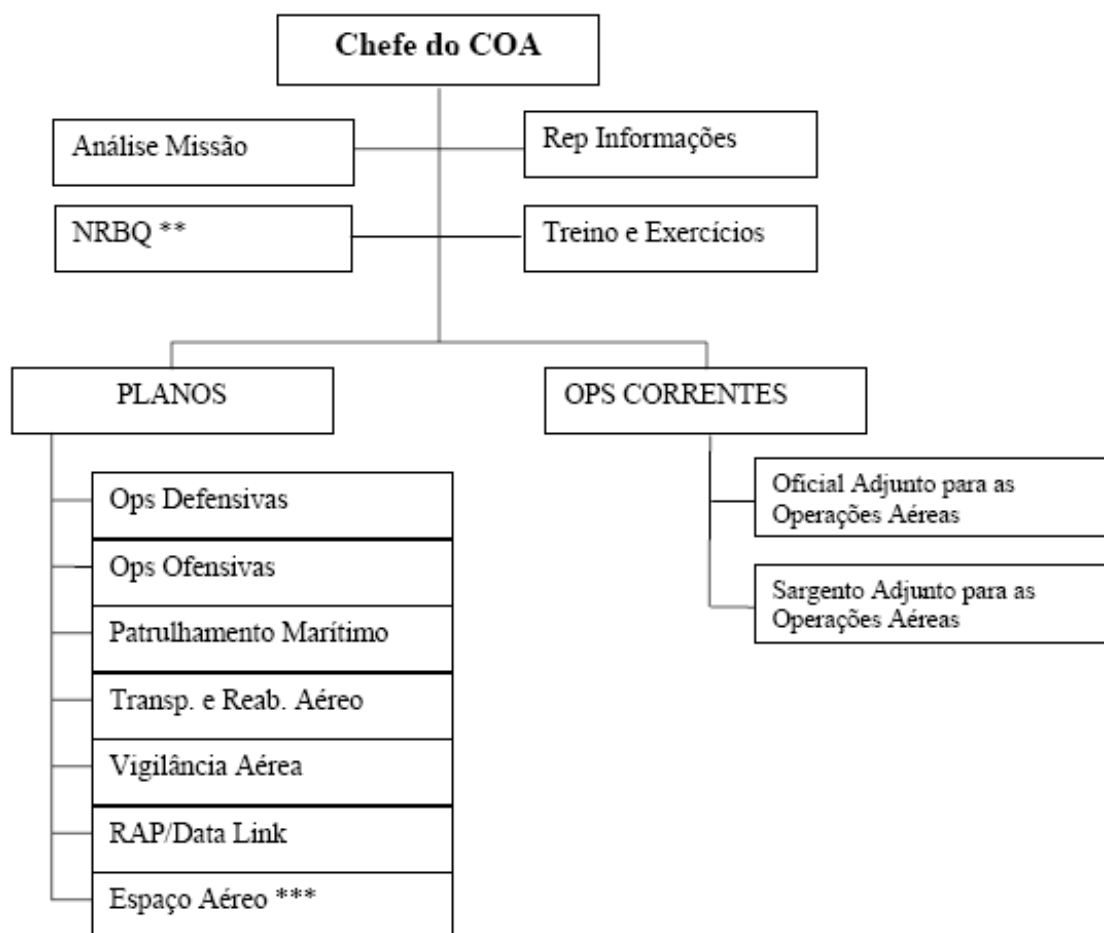 Chefe do COA
Análise Missão
Rep Informações
NRBQ **
Treino e Exercícios
PLANOS
OPS CORRENTES
Ops Defensivas
Ops Ofensivas
Patrulhamento Marítimo
Transp. e Reab. Aéreo
Vigilância Aérea
RAP/Data Link
Espaço Aéreo ***
Oficial Adjunto para as
Operações Aéreas
Sargento Adjunto para as
Operações Aéreas